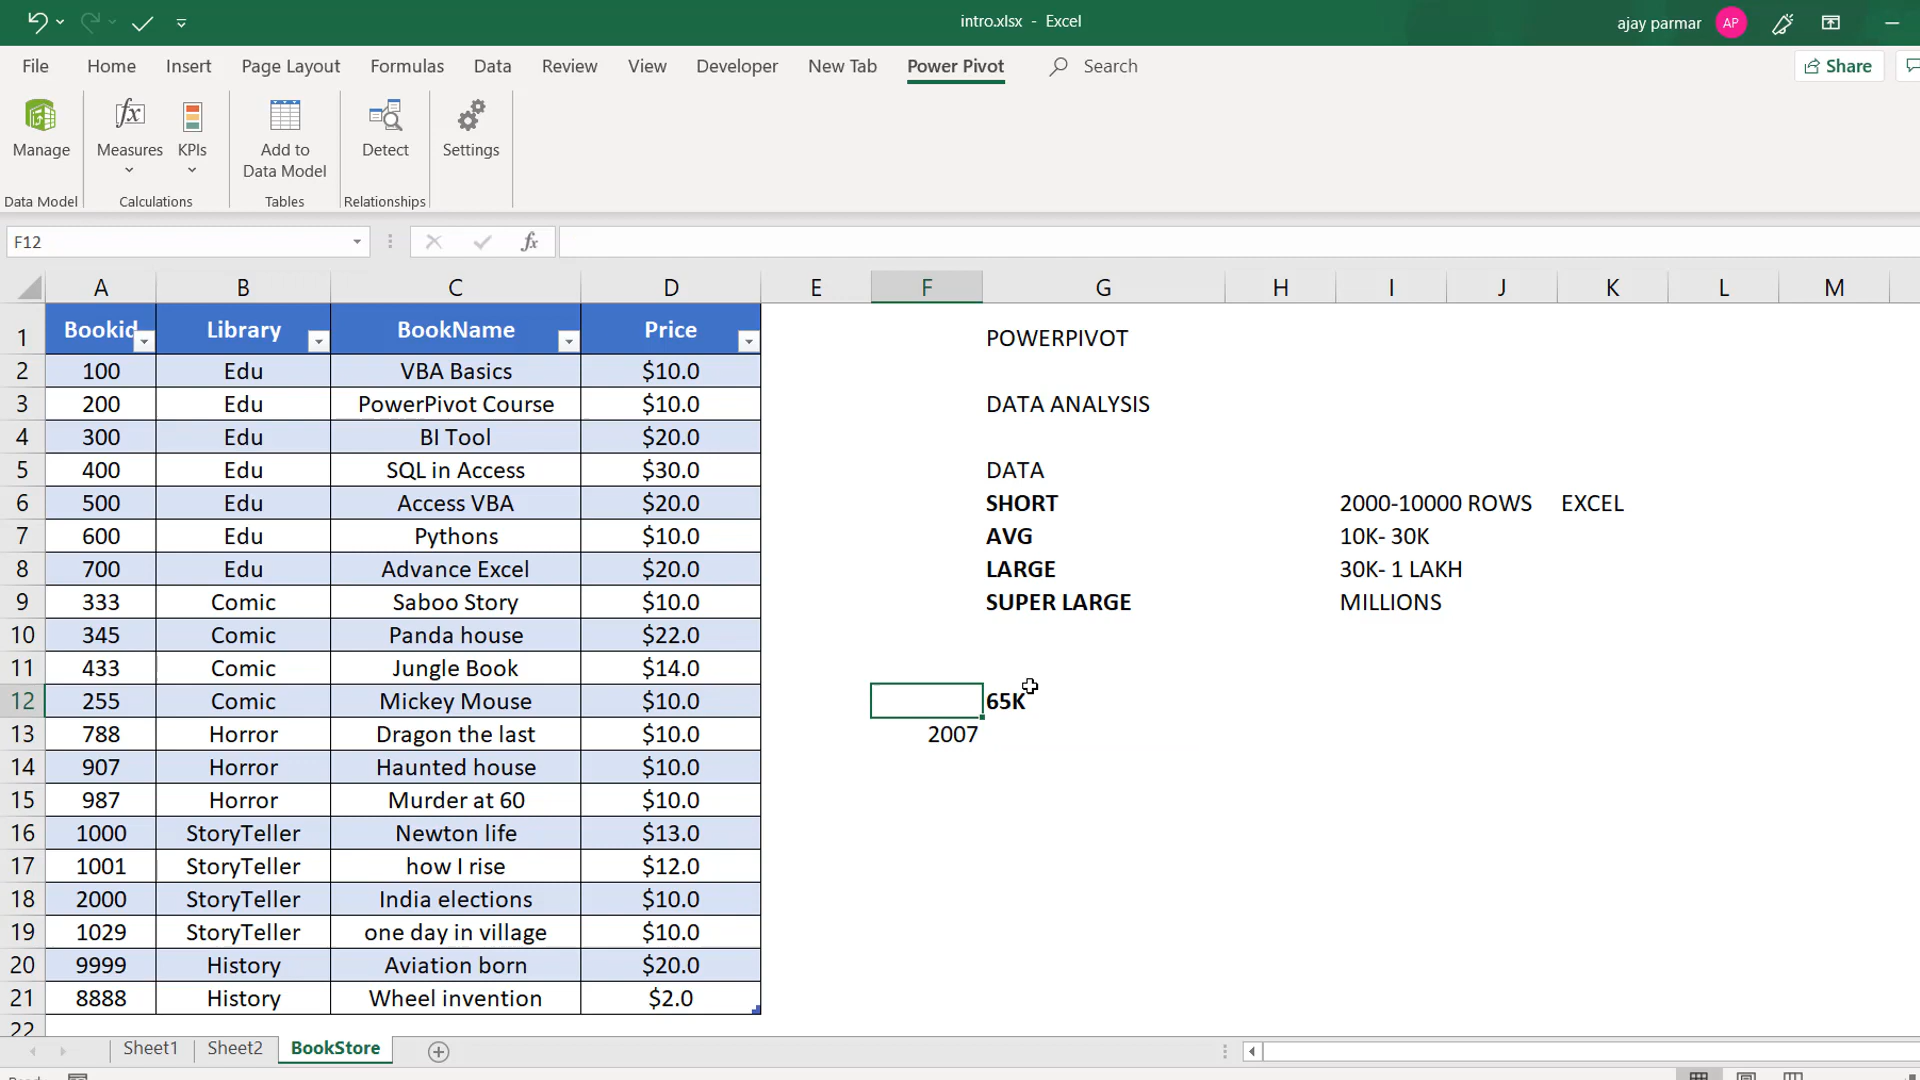 intro.xlsx - Excel
ajay parmar AP
File Home Insert Page Layout Formulas Data Review View Developer New Tab Power Pivot Search Share
Manage Measures KPIs Add to Data Model Detect Settings
Data Model Calculations Tables Relationships
F12 fx
A B C D E F G H I J K L M
1 Bookid Library BookName Price POWERPIVOT
2 100 Edu VBA Basics $10.0
3 200 Edu PowerPivot Course $10.0 DATA ANALYSIS
4 300 Edu BI Tool $20.0
5 400 Edu SQL in Access $30.0 DATA
6 500 Edu Access VBA $20.0 SHORT 2000-10000 ROWS EXCEL
7 600 Edu Pythons $10.0 AVG 10K- 30K
8 700 Edu Advance Excel $20.0 LARGE 30K- 1 LAKH
9 333 Comic Saboo Story $10.0 SUPER LARGE MILLIONS
10 345 Comic Panda house $22.0
11 433 Comic Jungle Book $14.0
12 255 Comic Mickey Mouse $10.0 65K
13 788 Horror Dragon the last $10.0 2007
14 907 Horror Haunted house $10.0
15 987 Horror Murder at 60 $10.0
16 1000 StoryTeller Newton life $13.0
17 1001 StoryTeller how I rise $12.0
18 2000 StoryTeller India elections $10.0
19 1029 StoryTeller one day in village $10.0
20 9999 History Aviation born $20.0
21 8888 History Wheel invention $2.0
22
Sheet1 Sheet2 BookStore